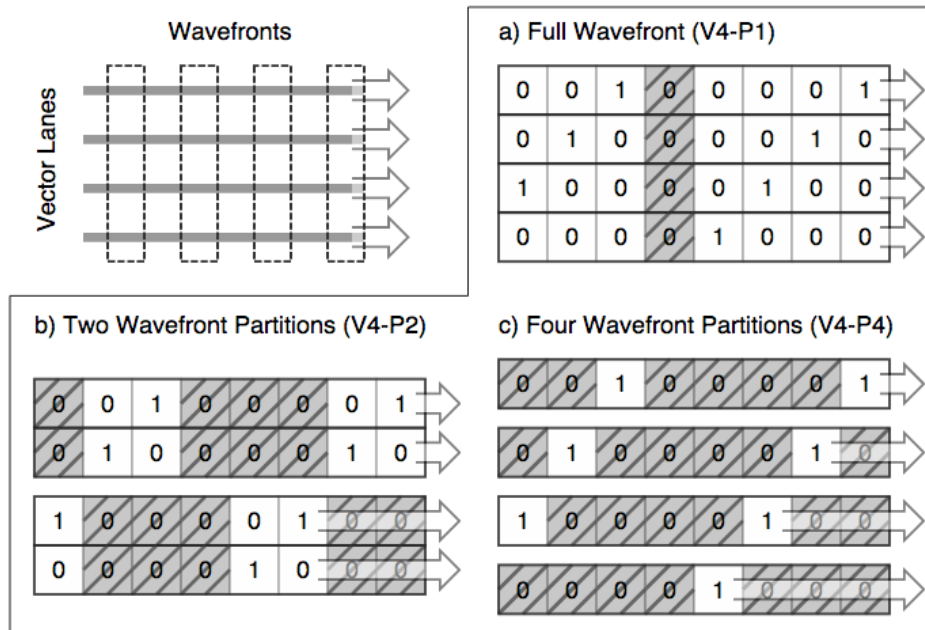 Wavefronts
Vector Lanes
a) Full Wavefront (V4-P1)
0 0 1 0 0 0 0 1
0 1 0 0 0 0 1 0
1 0 0 0 0 1 0 0
0 0 0 0 1 0 0 0
b) Two Wavefront Partitions (V4-P2)
0 0 1 0 0 0 0 1
0 1 0 0 0 0 1 0
1 0 0 0 0 1 0 0
0 0 0 0 1 0 0 0
c) Four Wavefront Partitions (V4-P4)
0 0 1 0 0 0 0 1
0 1 0 0 0 0 1 0
1 0 0 0 0 1 0 0
0 0 0 0 1 0 0 0